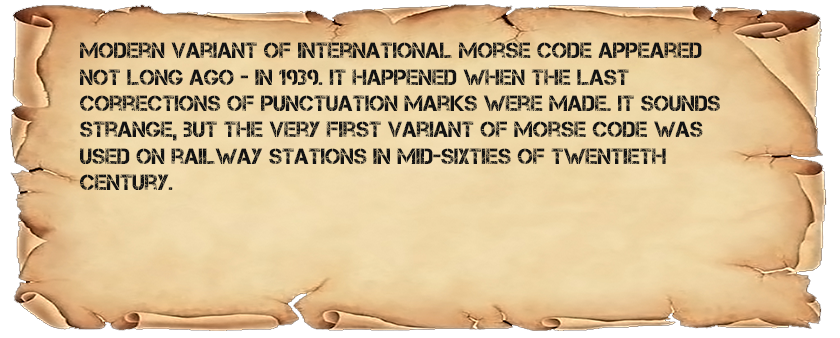 MODERN VARIANT OF INTERNATIONAL MORSE CODE APPEARED
NOT LONG AGO - IN 1939. IT HAPPENED WHEN THE LAST
CORRECTIONS OF PUNCTUATION MARKS WERE MADE. IT SOUNDS
STRANGE, BUT THE VERY FIRST VARIANT OF MORSE CODE WAS
USED ON RAILWAY STATIONS IN MID-SIXTIES OF TWENTIETH
CENTURY.